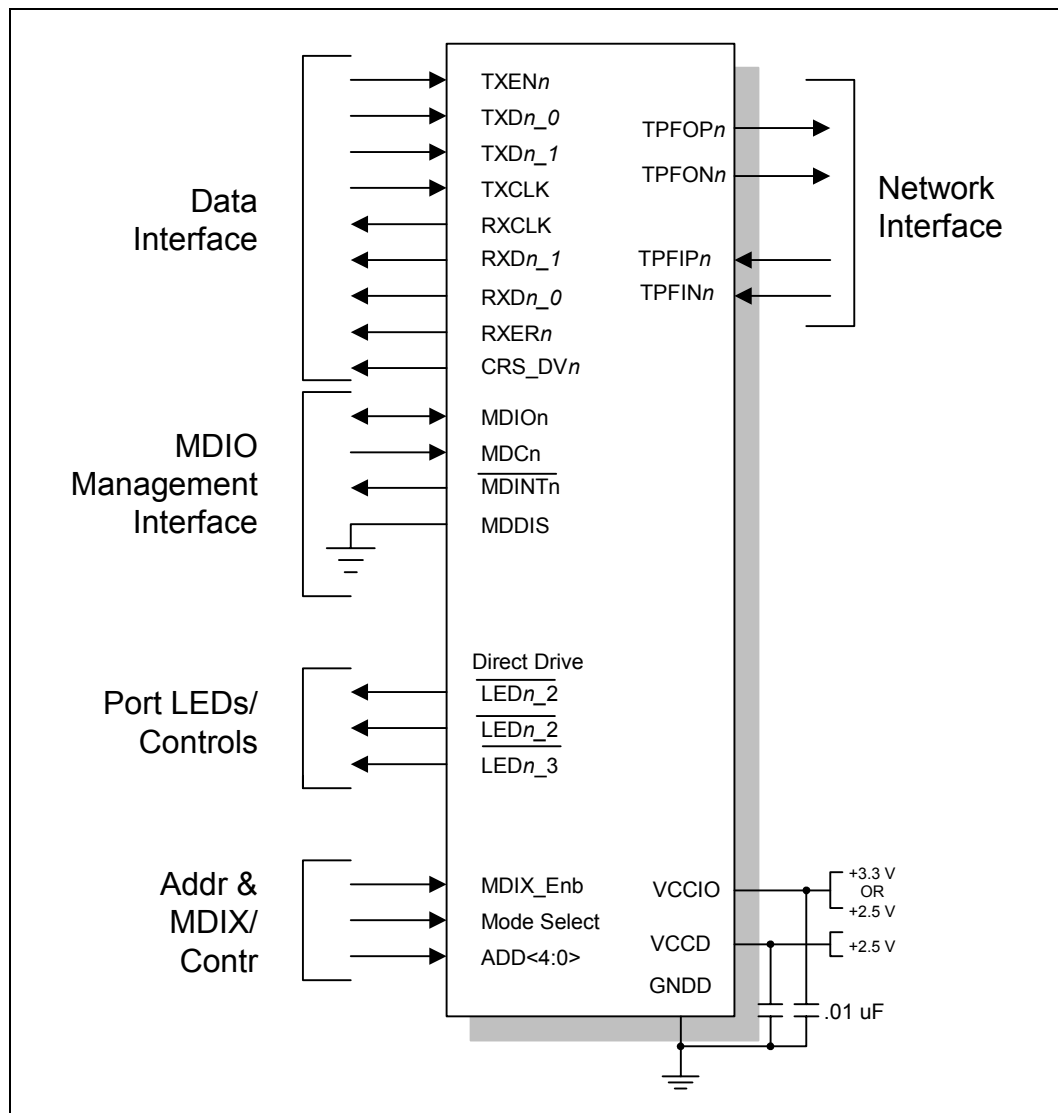 Data
Interface
TXENn
TXDn_0
TXDn_1
TXCLK
RXCLK
RXDn_1
RXDn_0
RXERn
CRS_DVn
TPFOPn
TPFONn
TPFIPn
TPFINn
Network
Interface
MDIO
Management
Interface
MDIOn
MDCn
MDINTn
MDDIS
Port LEDs/
Controls
Direct Drive
LEDn_2
LEDn_2
LEDn_3
Addr &
MDIX/
Contr
MDIX_Enb
Mode Select
ADD<4:0>
VCCIO
VCCD
GNDD
+3.3 V
OR
+2.5 V
+2.5 V
.01 uF